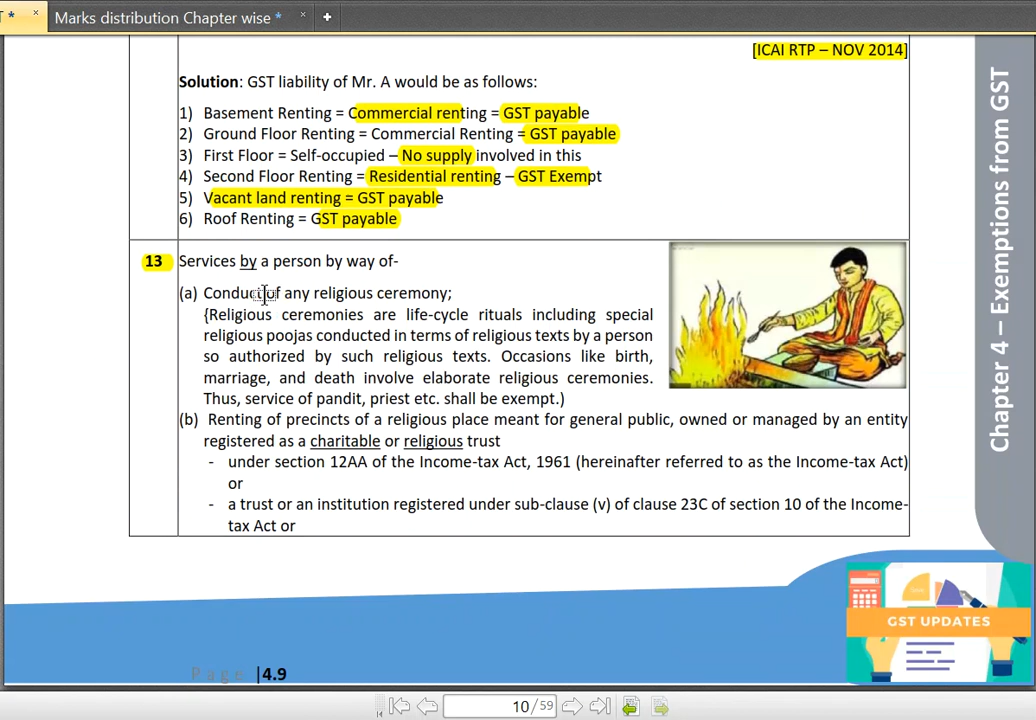 T *
Marks distribution Chapter wise *
[ICAI RTP – NOV 2014]
Solution: GST liability of Mr. A would be as follows:
1) Basement Renting = Commercial renting = GST payable
2) Ground Floor Renting = Commercial Renting = GST payable
3) First Floor = Self-occupied – No supply involved in this
4) Second Floor Renting = Residential renting – GST Exempt
5) Vacant land renting = GST payable
6) Roof Renting = GST payable
13 Services by a person by way of-
(a) Conduct of any religious ceremony;
{Religious ceremonies are life-cycle rituals including special
religious poojas conducted in terms of religious texts by a person
so authorized by such religious texts. Occasions like birth,
marriage, and death involve elaborate religious ceremonies.
Thus, service of pandit, priest etc. shall be exempt.)
(b) Renting of precincts of a religious place meant for general public, owned or managed by an entity
registered as a charitable or religious trust
- under section 12AA of the Income-tax Act, 1961 (hereinafter referred to as the Income-tax Act)
or
- a trust or an institution registered under sub-clause (v) of clause 23C of section 10 of the Income-
tax Act or
Chapter 4 – Exemptions from GST
GST UPDATES
Page |4.9
10 / 59